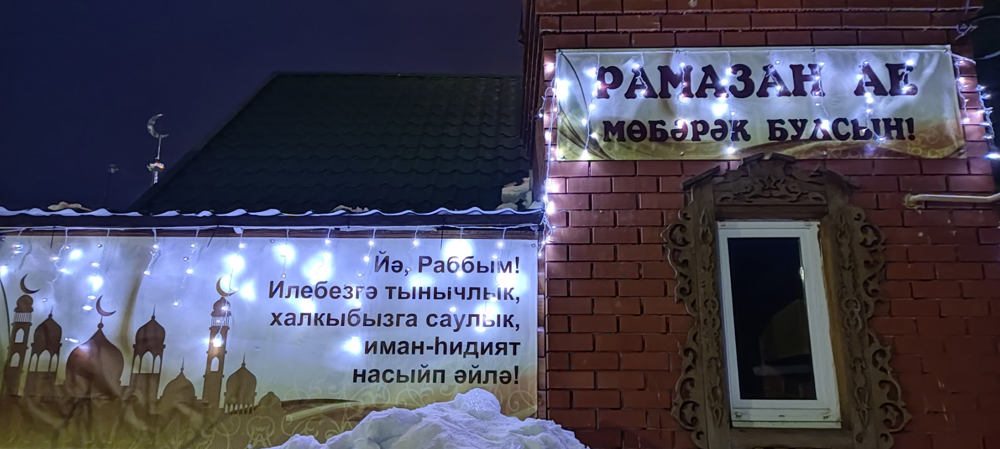 РАМАЗАН АЕ
МӨБӘРӘК БУЛСЫН!
Йә, Раббым!
Илебезгә тынычлык,
халкыбызга саулык,
иман-һидият
насыйп әйлә!